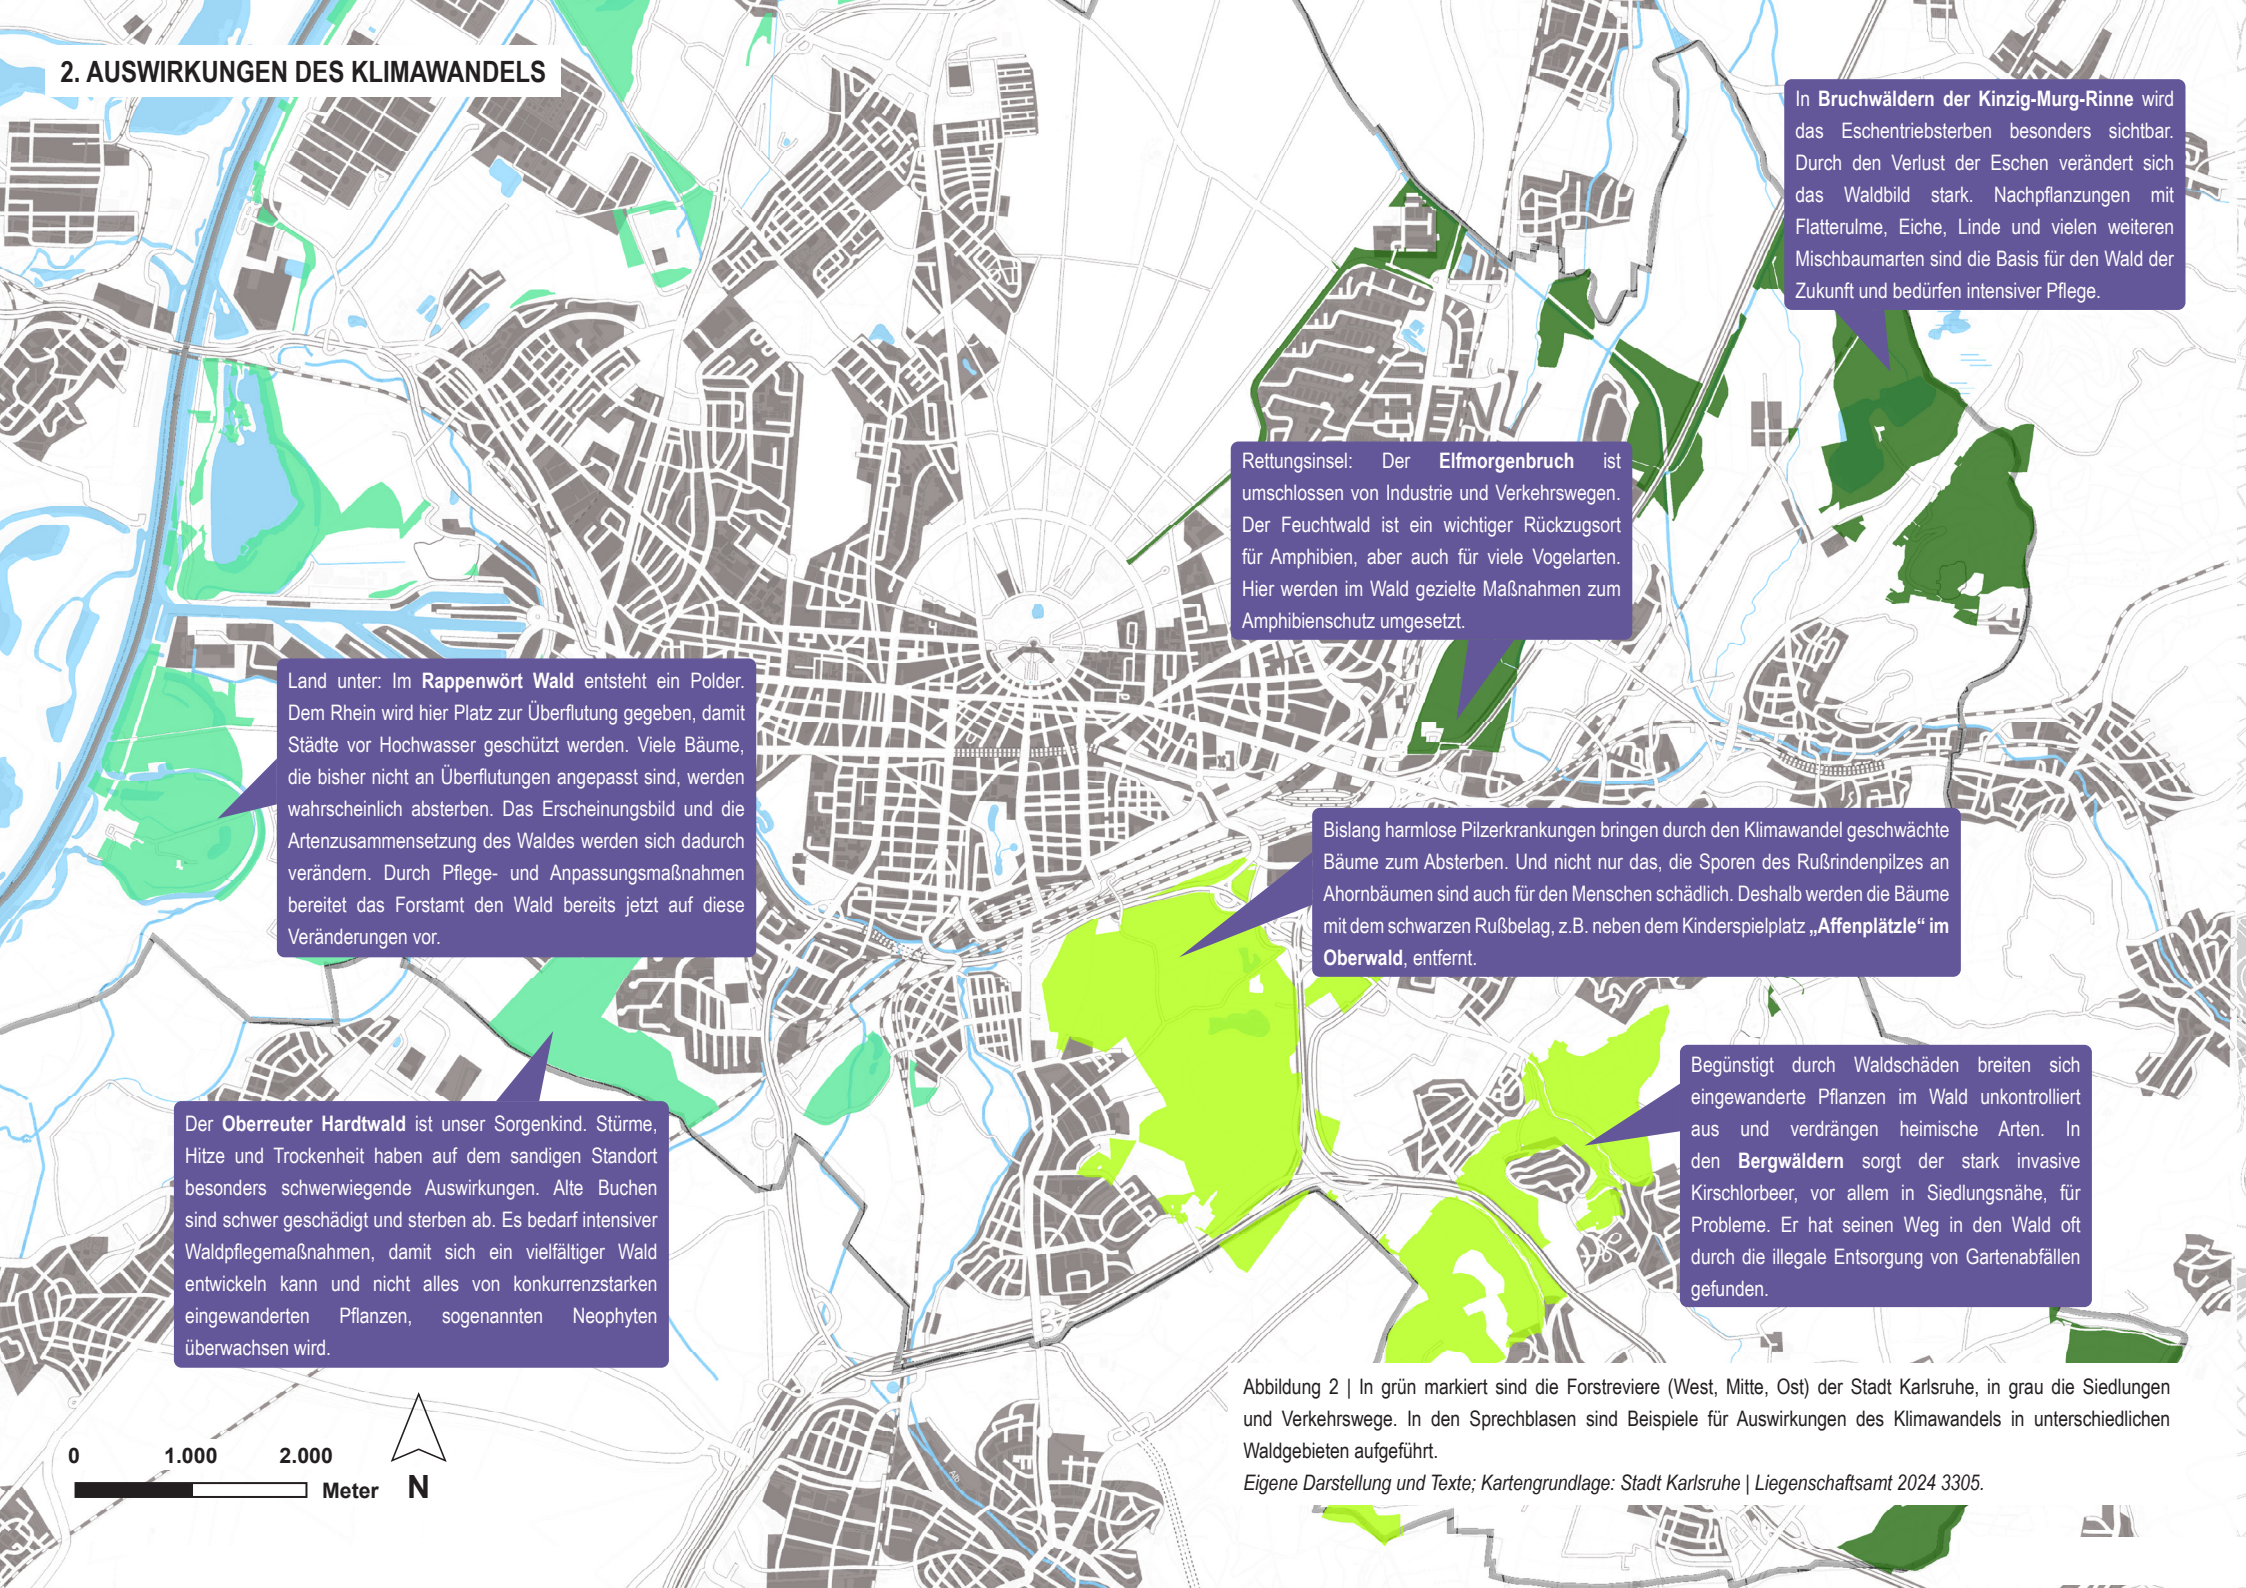 2. AUSWIRKUNGEN DES KLIMAWANDELS
In Bruchwäldern der Kinzig-Murg-Rinne wird
das Eschentriebsterben besonders sichtbar.
Durch den Verlust der Eschen verändert sich
das Waldbild stark. Nachpflanzungen mit
Flatterulme, Eiche, Linde und vielen weiteren
Mischbaumarten sind die Basis für den Wald der
Zukunft und bedürfen intensiver Pflege.
Rettungsinsel: Der Elfmorgenbruch ist
umschlossen von Industrie und Verkehrswegen.
Der Feuchtwald ist ein wichtiger Rückzugsort
für Amphibien, aber auch für viele Vogelarten.
Hier werden im Wald gezielte Maßnahmen zum
Amphibienschutz umgesetzt.
Land unter: Im Rappenwört Wald entsteht ein Polder.
Dem Rhein wird hier Platz zur Überflutung gegeben, damit
Städte vor Hochwasser geschützt werden. Viele Bäume,
die bisher nicht an Überflutungen angepasst sind, werden
wahrscheinlich absterben. Das Erscheinungsbild und die
Artenzusammensetzung des Waldes werden sich dadurch
verändern. Durch Pflege- und Anpassungsmaßnahmen
bereitet das Forstamt den Wald bereits jetzt auf diese
Veränderungen vor.
Bislang harmlose Pilzerkrankungen bringen durch den Klimawandel geschwächte
Bäume zum Absterben. Und nicht nur das, die Sporen des Rußrindenpilzes an
Ahornbäumen sind auch für den Menschen schädlich. Deshalb werden die Bäume
mit dem schwarzen Rußbelag, z.B. neben dem Kinderspielplatz „Affenplätzle“ im
Oberwald, entfernt.
Begünstigt durch Waldschäden breiten sich
eingewanderte Pflanzen im Wald unkontrolliert
aus und verdrängen heimische Arten. In
den Bergwäldern sorgt der stark invasive
Kirschlorbeer, vor allem in Siedlungsnähe, für
Probleme. Er hat seinen Weg in den Wald oft
durch die illegale Entsorgung von Gartenabfällen
gefunden.
Der Oberreuter Hardtwald ist unser Sorgenkind. Stürme,
Hitze und Trockenheit haben auf dem sandigen Standort
besonders schwerwiegende Auswirkungen. Alte Buchen
sind schwer geschädigt und sterben ab. Es bedarf intensiver
Waldpflegemaßnahmen, damit sich ein vielfältiger Wald
entwickeln kann und nicht alles von konkurrenzstarken
eingewanderten Pflanzen, sogenannten Neophyten
überwachsen wird.
Abbildung 2 | In grün markiert sind die Forstreviere (West, Mitte, Ost) der Stadt Karlsruhe, in grau die Siedlungen
und Verkehrswege. In den Sprechblasen sind Beispiele für Auswirkungen des Klimawandels in unterschiedlichen
Waldgebieten aufgeführt.
Eigene Darstellung und Texte; Kartengrundlage: Stadt Karlsruhe | Liegenschaftsamt 2024 3305.
0 1.000 2.000
Meter N
Alb